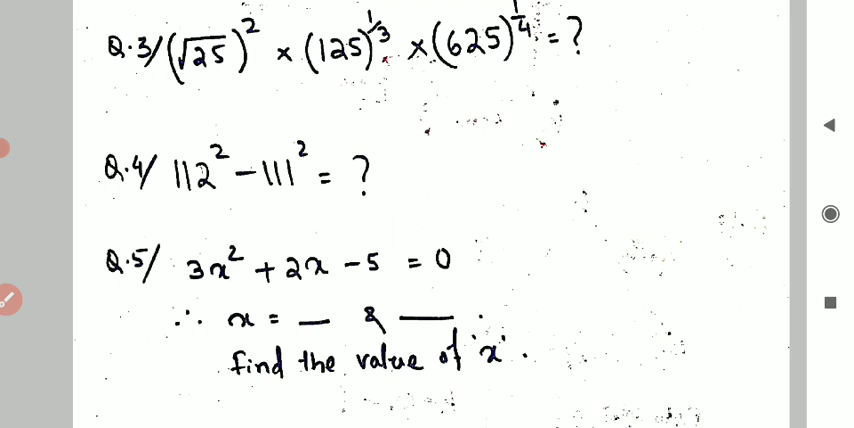 Q.3/ (√25)² × (125)^1/3 × (625)^1/4 = ?
Q.4/ 112² - 111² = ?
Q.5/ 3x² + 2x - 5 = 0
∴ x = __ & ___.
find the value of 'x'.